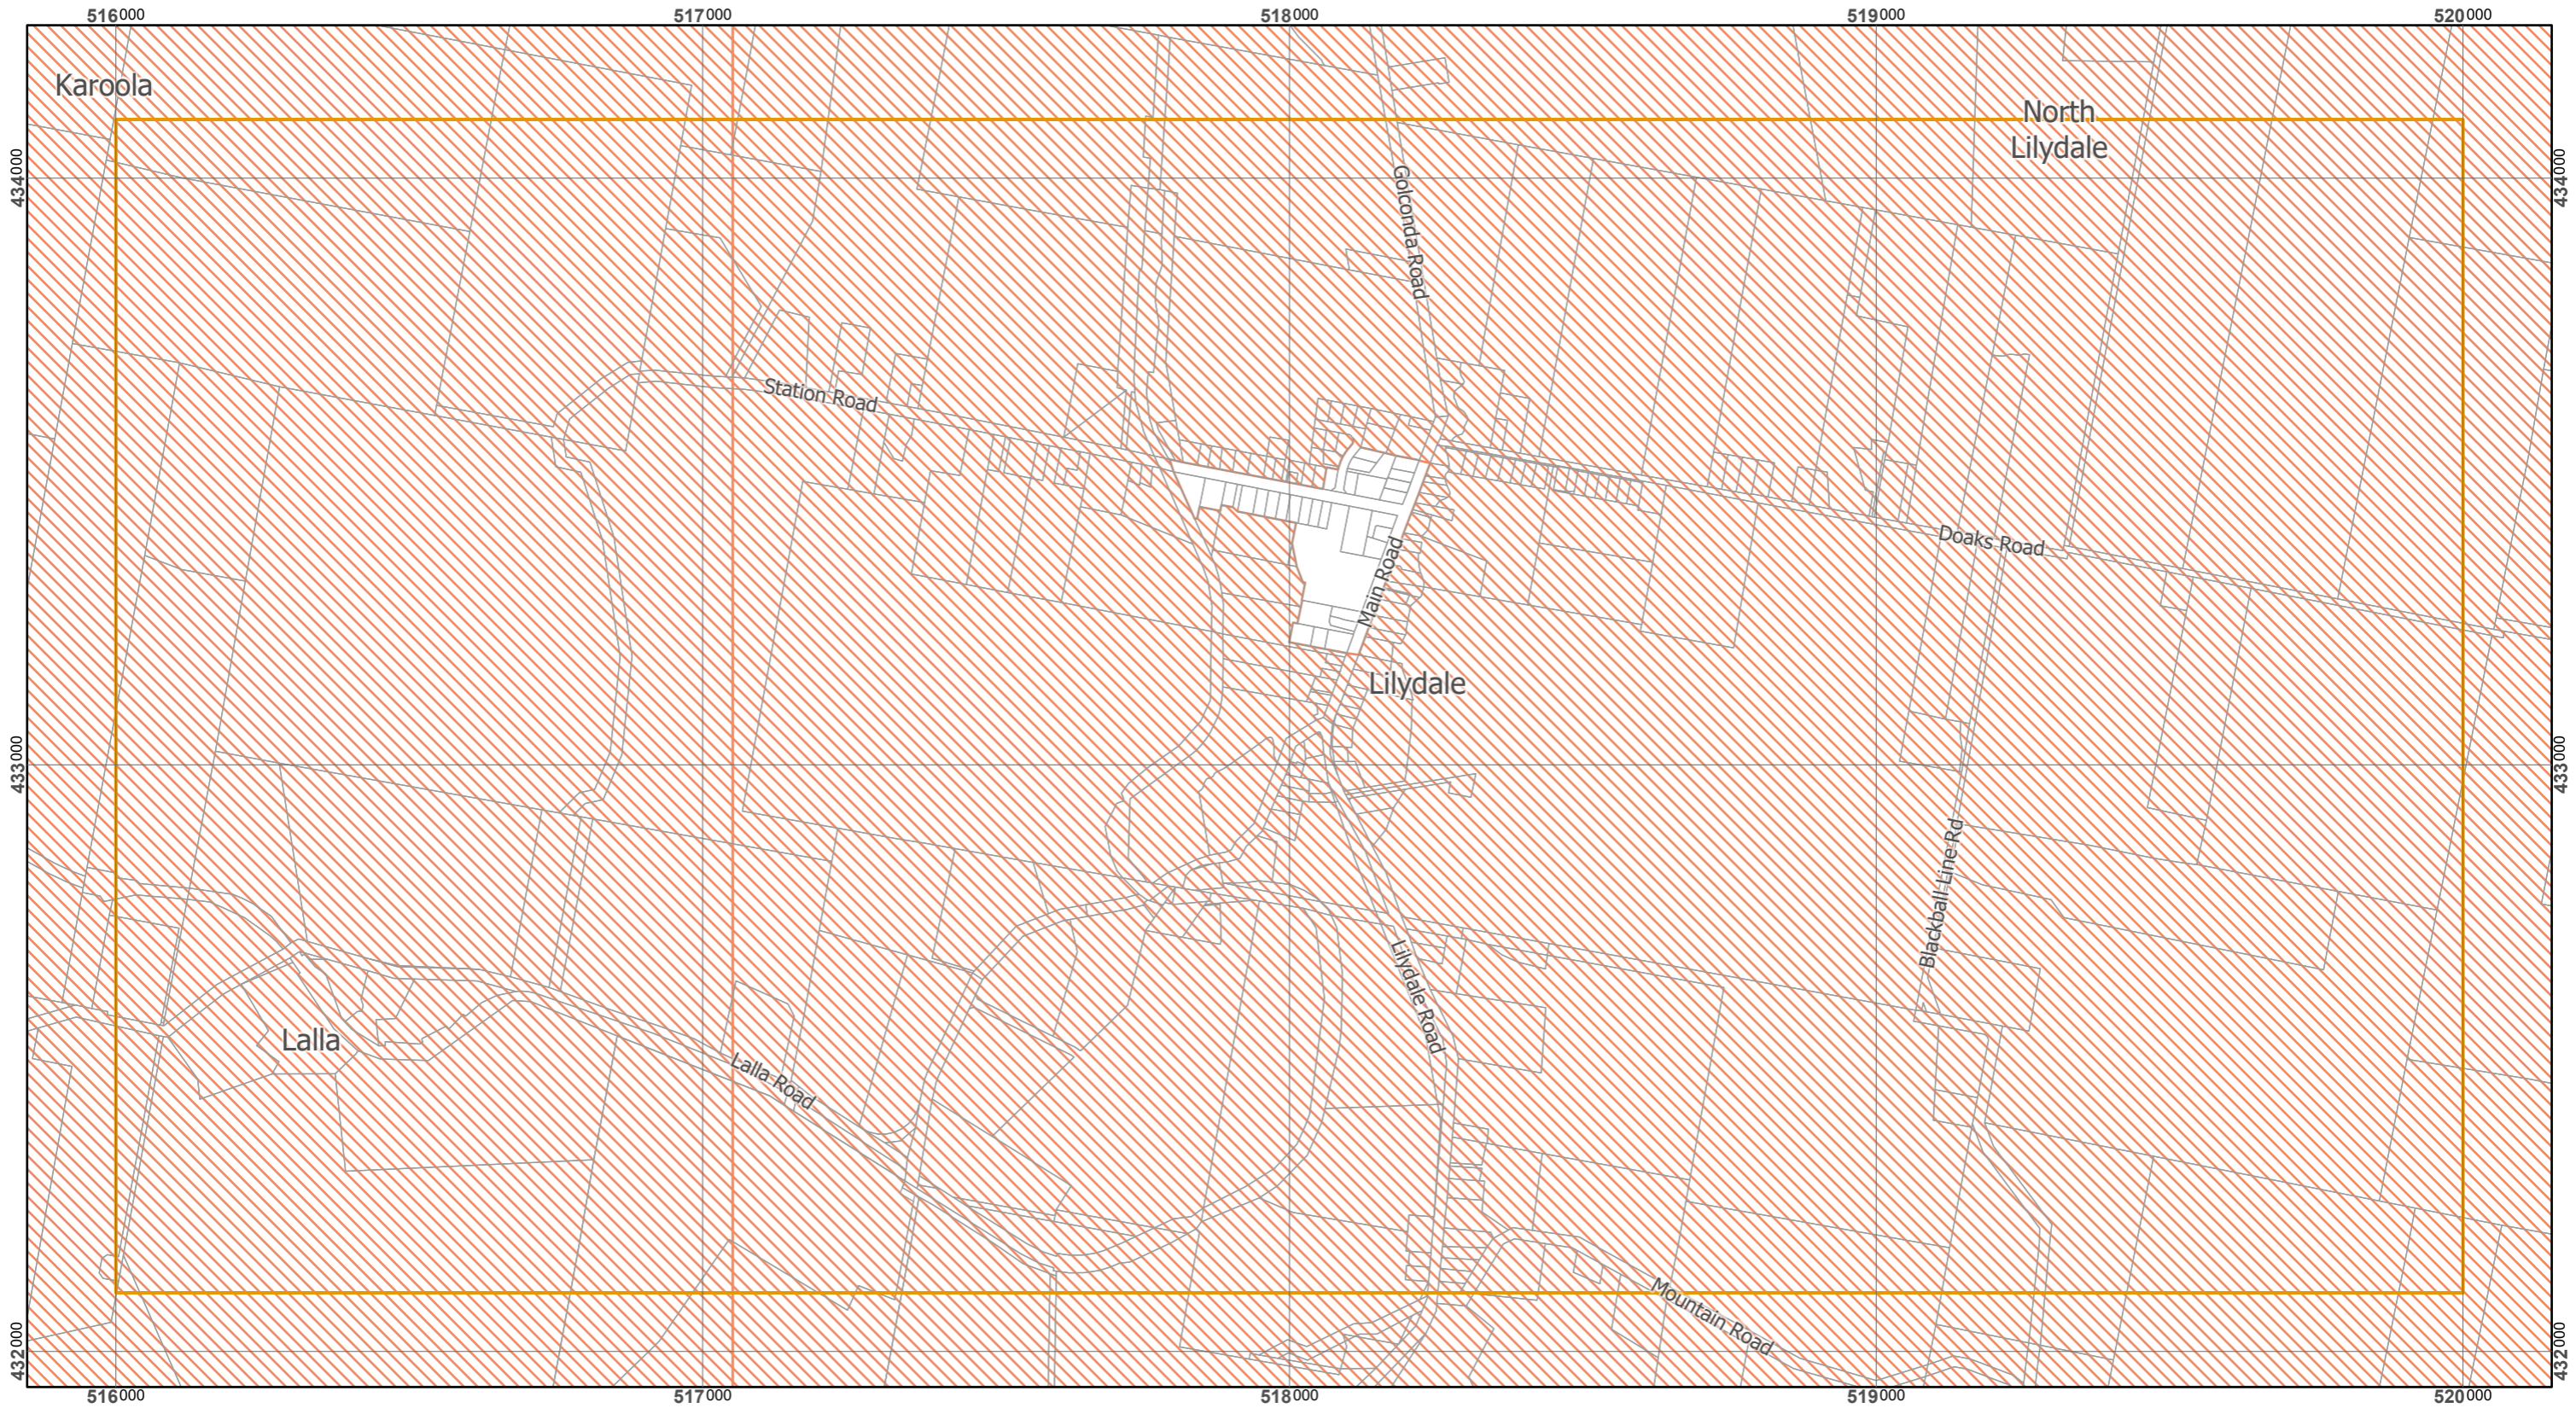 516000 517000 518000 519000 520000
Karoola
North
Lilydale
434000 434000
Golconda Road
Station Road
Doaks Road
Main Road
Lilydale
433000 433000
Blackball Line Rd
Lilydale Road
Lalla
Lalla Road
Mountain Road
432000 432000
516000 517000 518000 519000 520000